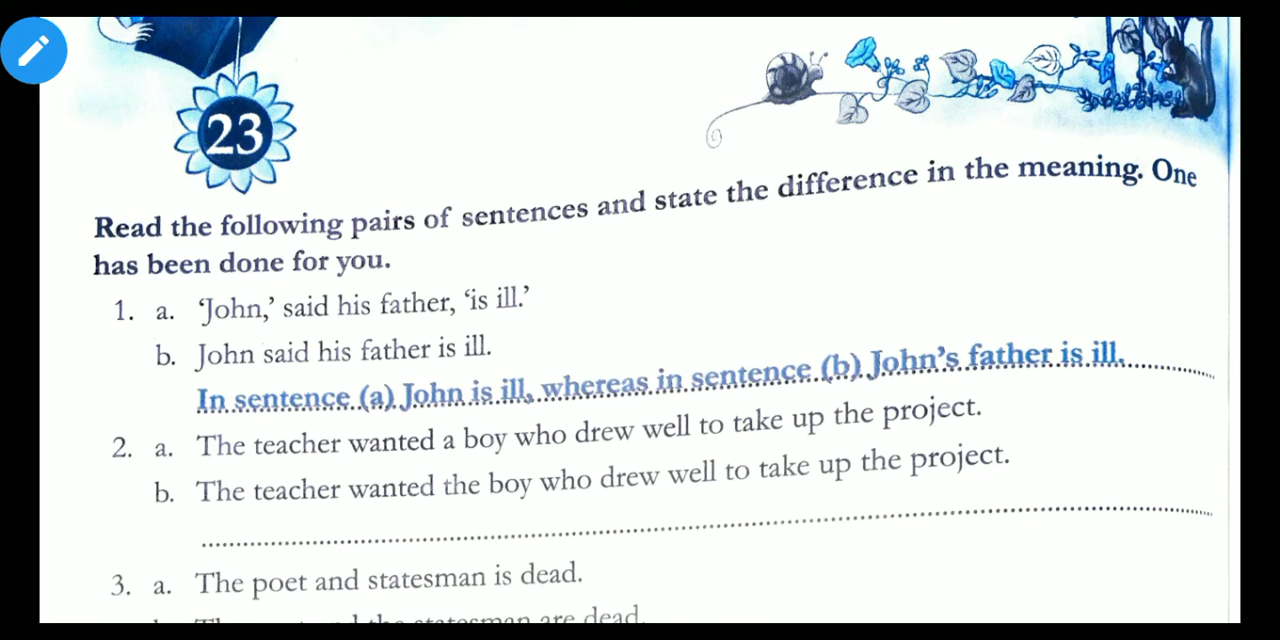 23
Read the following pairs of sentences and state the difference in the meaning. One
has been done for you.
1. a. ‘John,’ said his father, ‘is ill.’
b. John said his father is ill.
In sentence (a) John is ill, whereas in sentence (b) John’s father is ill.
2. a. The teacher wanted a boy who drew well to take up the project.
b. The teacher wanted the boy who drew well to take up the project.
3. a. The poet and statesman is dead.
statesman are dead.